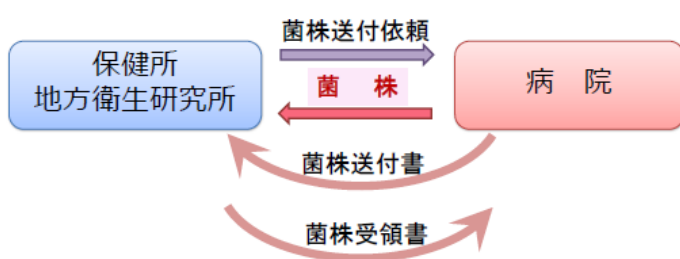 菌株送付依頼
保健所
地方衛生研究所
菌　株
病　院
菌株送付書
菌株受領書